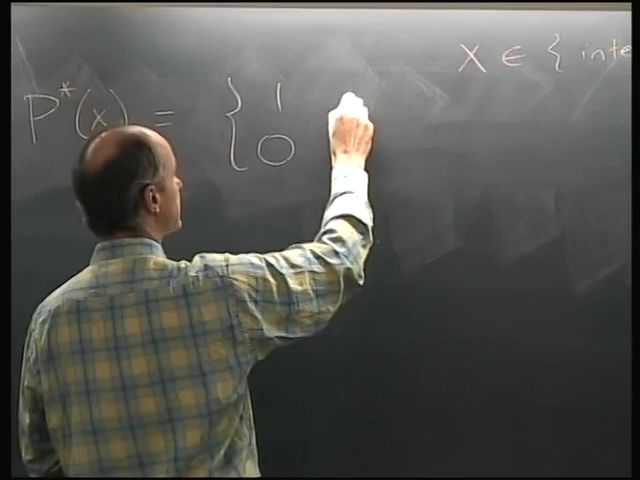 P*(x) = { 1
0
X ∈ { inte